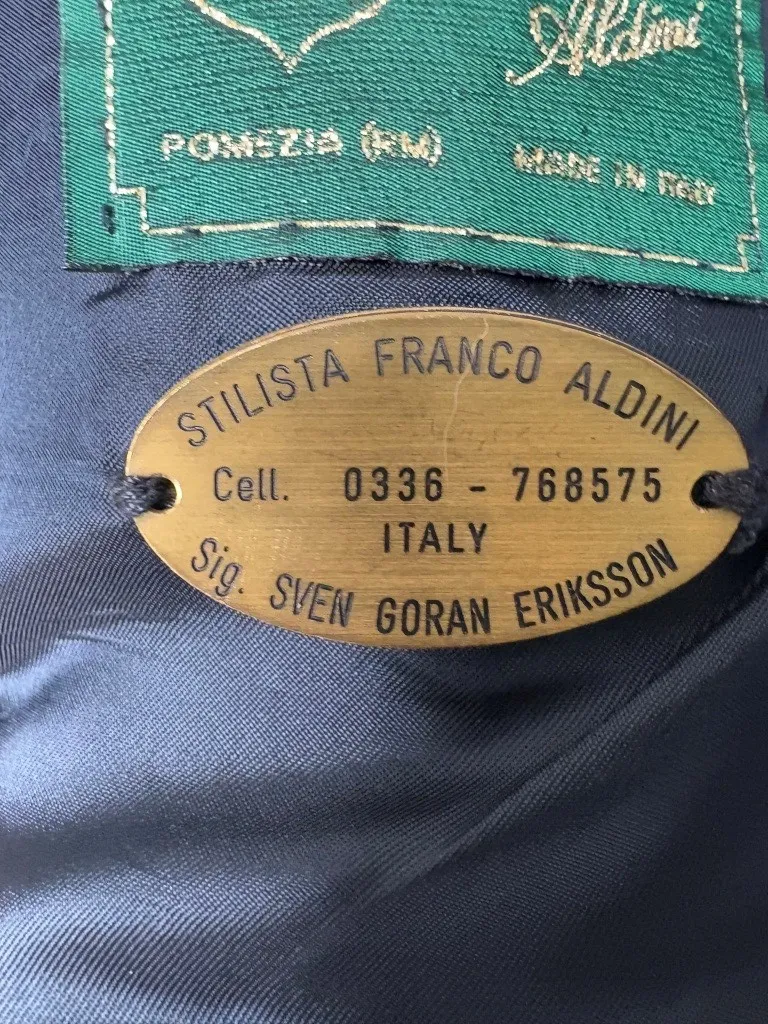 Aldini
POMEZIA (RM)
MADE IN ITALY
STILISTA FRANCO ALDINI
Cell. 0336 - 768575
ITALY
Sig. SVEN GORAN ERIKSSON